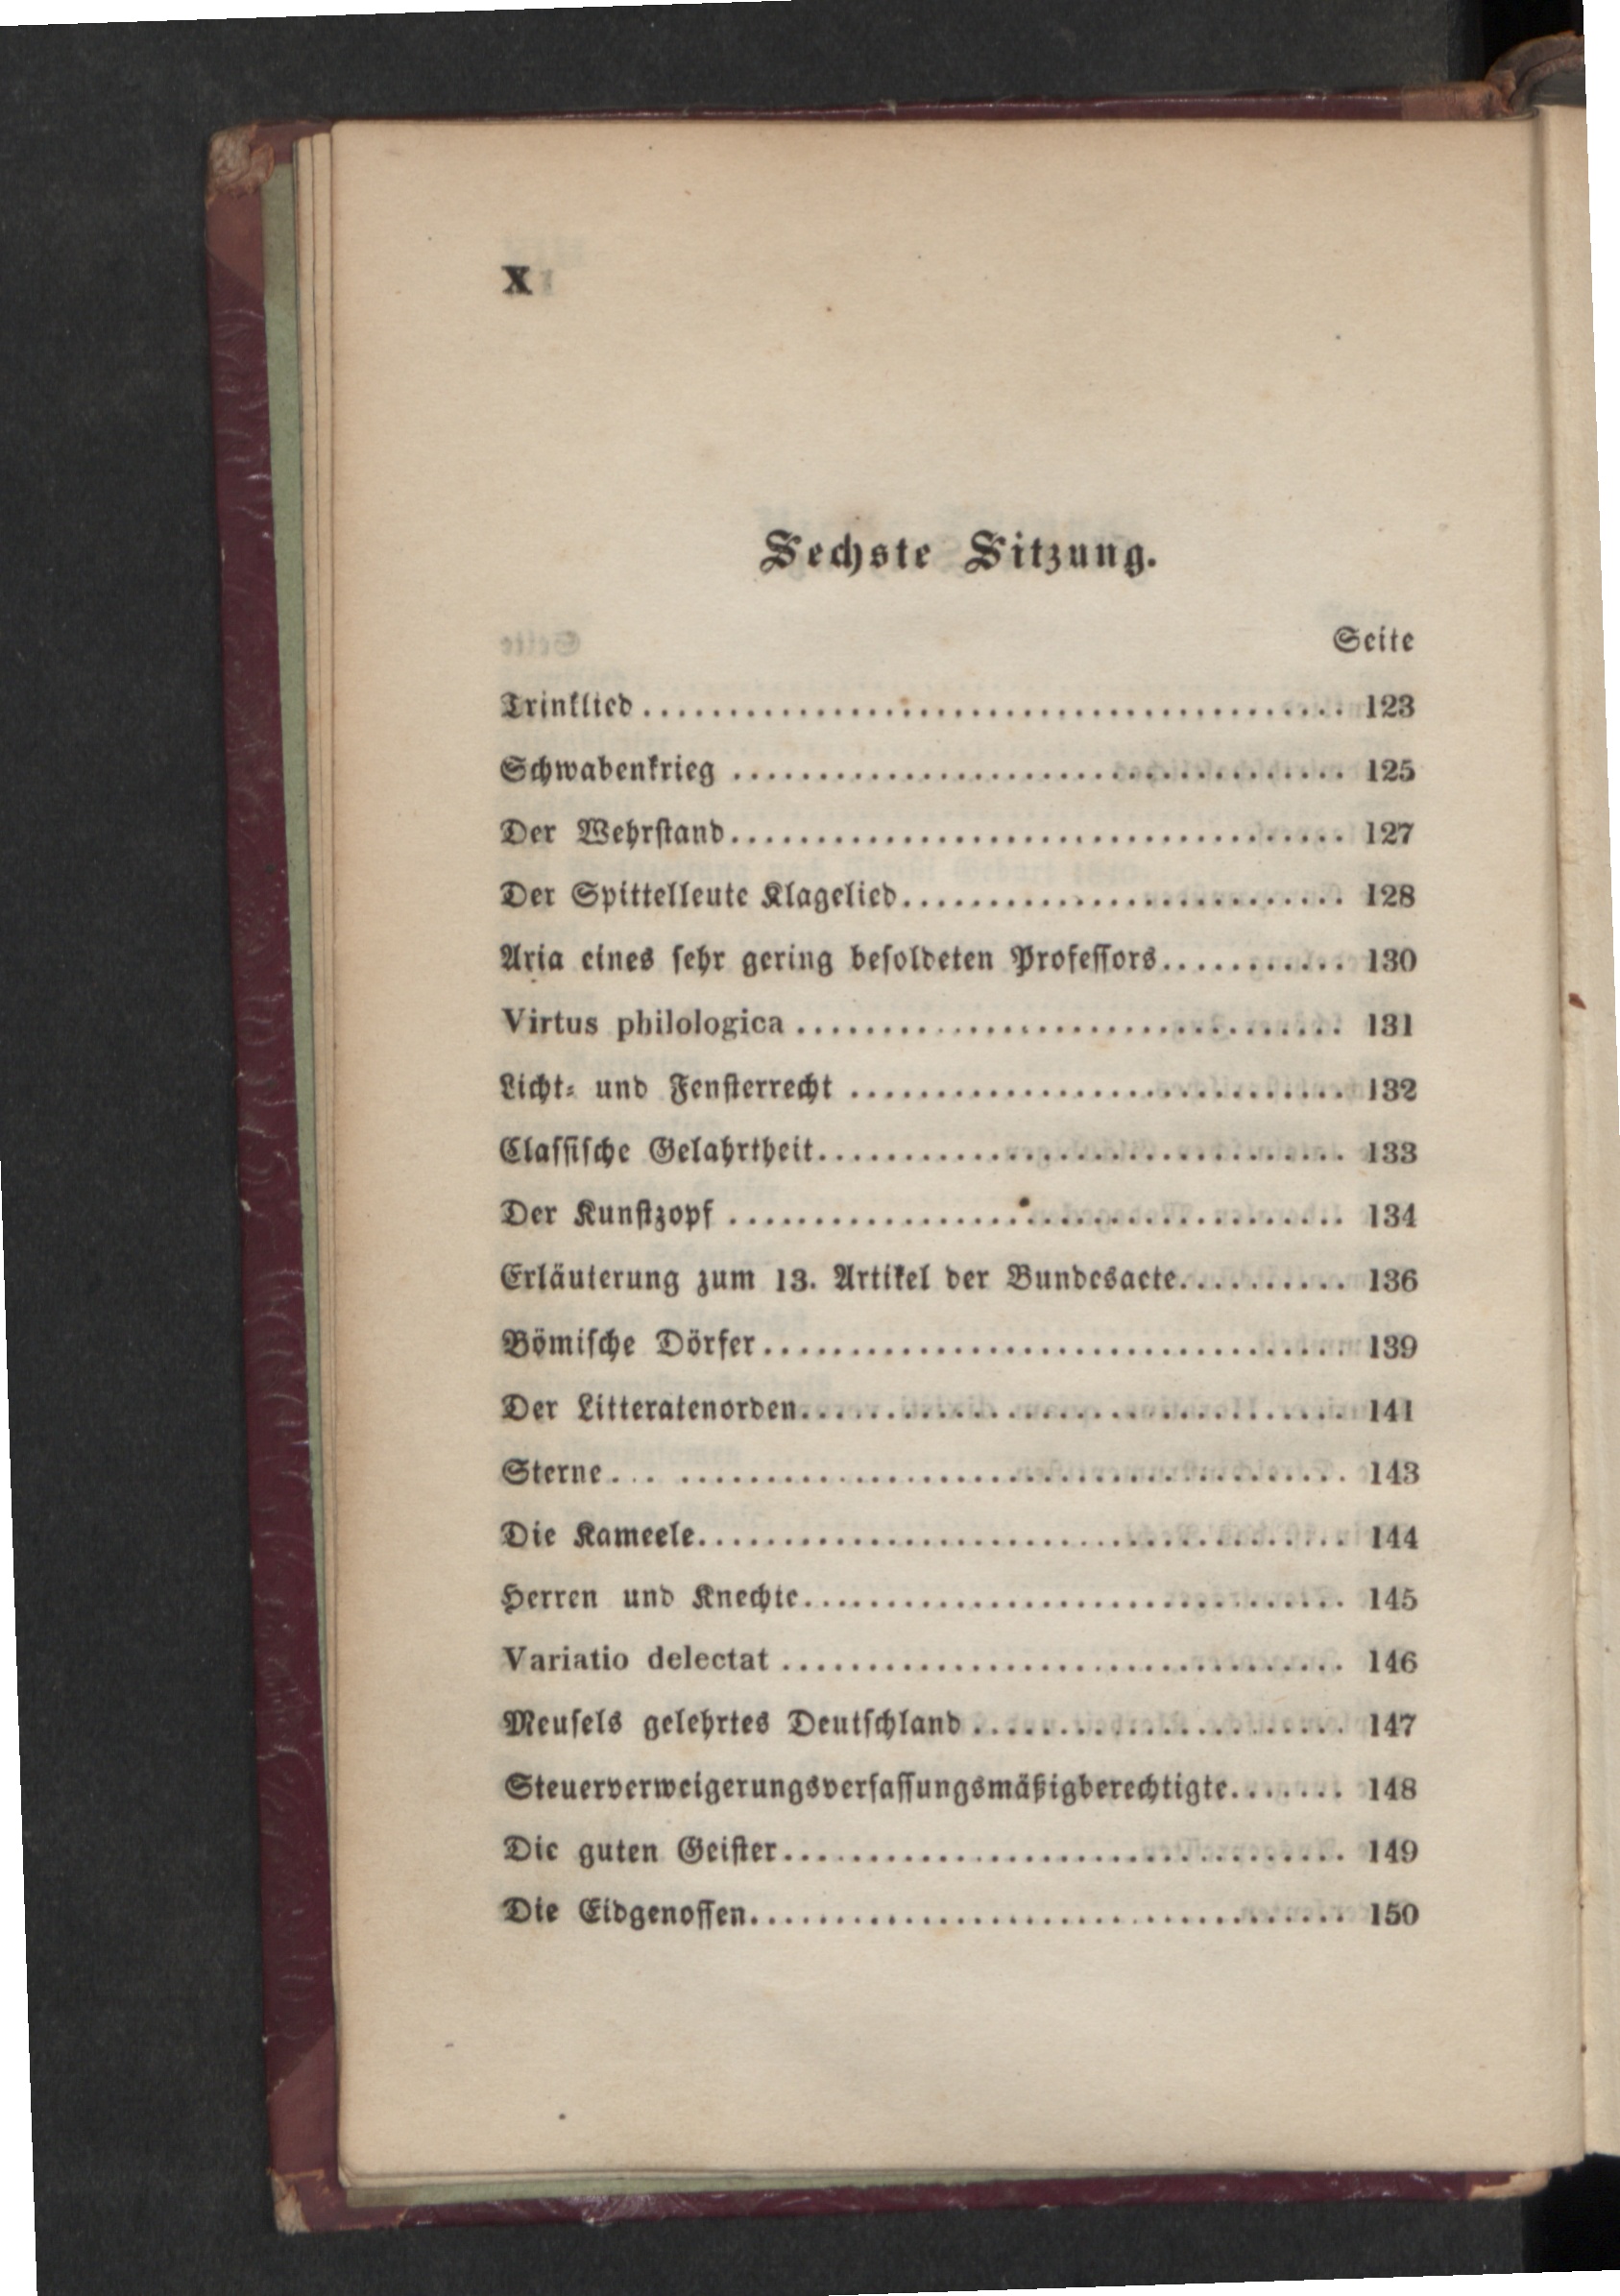 X
Sechste Sitzung.
Seite
Trinklied........................................ 123
Schwabenkrieg ................................... 125
Der Wehrstand................................... 127
Der Spittelleute Klagelied......................... 128
Aria eines sehr gering besoldeten Professors........... 130
Virtus philologica ............................... 131
Licht- und Fensterrecht ............................ 132
Classische Gelahrtheit.............................. 133
Der Kunstzopf ................................... 134
Erläuterung zum 13. Artikel der Bundesacte.......... 136
Bömische Dörfer................................. 139
Der Litteratenorden............................... 141
Sterne... ...................................... 143
Die Kameele..................................... 144
Herren und Knechte............................... 145
Variatio delectat ................................ 146
Meusels gelehrtes Deutschland ..................... 147
Steuerverweigerungsverfassungsmäßigberechtigte....... 148
Die guten Geister................................ 149
Die Eidgenossen.................................. 150